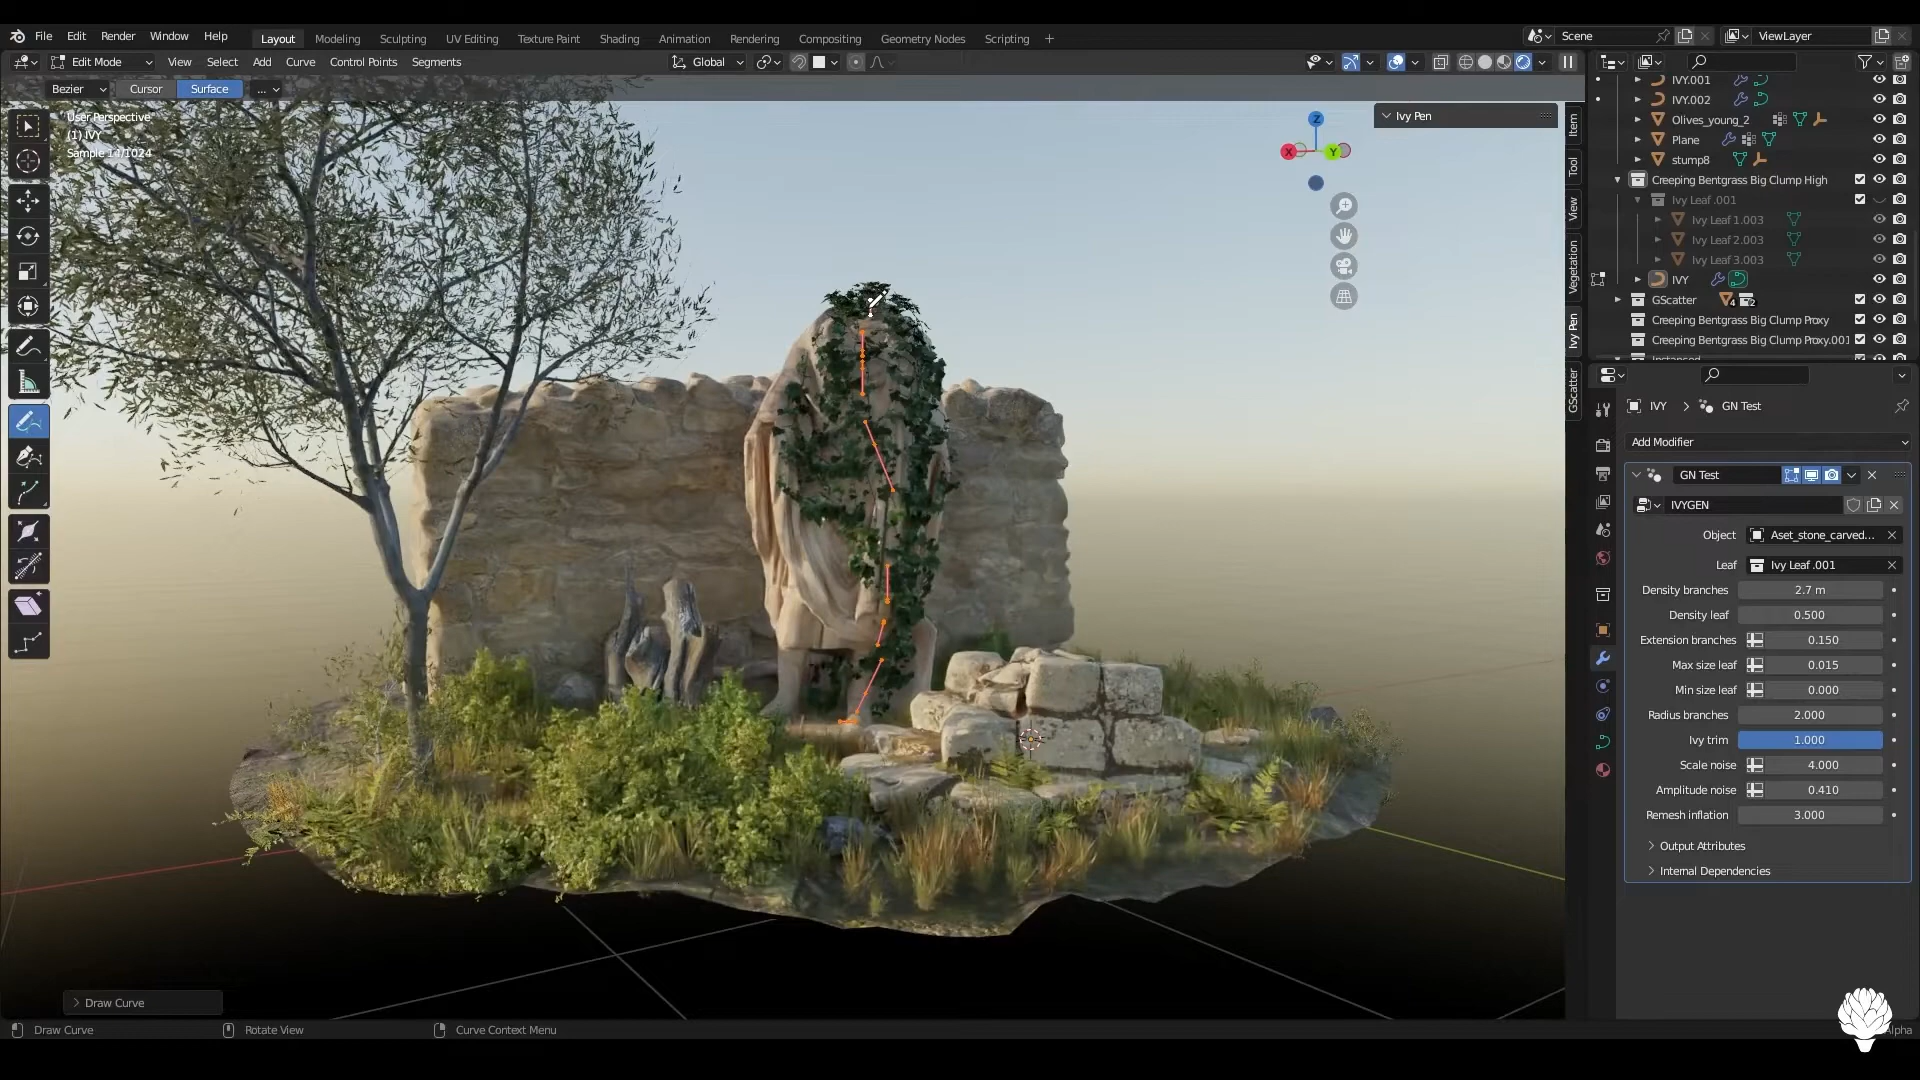 File Edit Render Window Help Layout Modeling Sculpting UV Editing Texture Paint Shading Animation Rendering Compositing Geometry Nodes Scripting + Scene ViewLayer
Edit Mode View Select Add Curve Control Points Segments Global
Bezier Cursor Surface ...
User Perspective
(1) IVY
Sample 14/1024
Z
X
Y
Ivy Pen
Item
Tool
View
Vegetation
Ivy Pen
GScatter
IVY.001
IVY.002
Olives_young_2
Plane
stump8
Creeping Bentgrass Big Clump High
Ivy Leaf .001
Ivy Leaf 1.003
Ivy Leaf 2.003
Ivy Leaf 3.003
IVY
GScatter 4 2
Creeping Bentgrass Big Clump Proxy
Creeping Bentgrass Big Clump Proxy.001
IVY > GN Test
Add Modifier
GN Test
IVYGEN
Object Aset_stone_carved...
Leaf Ivy Leaf .001
Density branches 2.7 m
Density leaf 0.500
Extension branches 0.150
Max size leaf 0.015
Min size leaf 0.000
Radius branches 2.000
Ivy trim 1.000
Scale noise 4.000
Amplitude noise 0.410
Remesh inflation 3.000
Output Attributes
Internal Dependencies
Draw Curve
Draw Curve Rotate View Curve Context Menu